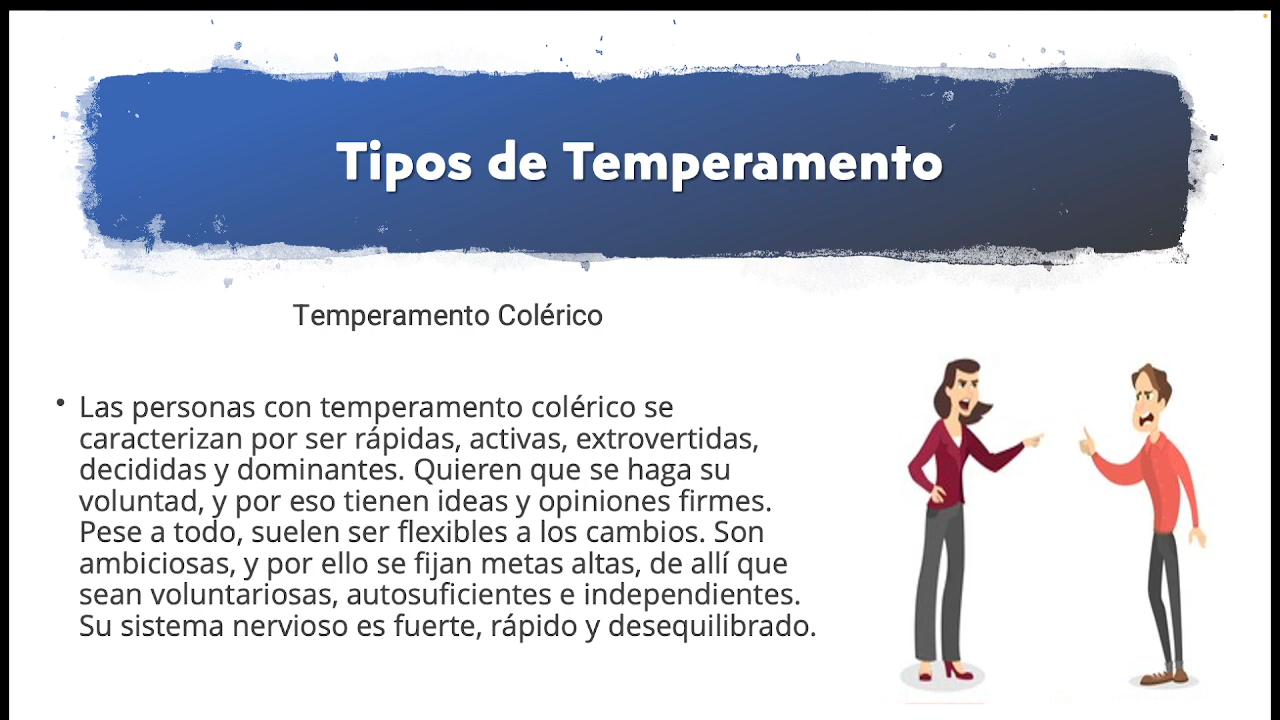 Tipos de Temperamento
Temperamento Colérico
• Las personas con temperamento colérico se
caracterizan por ser rápidas, activas, extrovertidas,
decididas y dominantes. Quieren que se haga su
voluntad, y por eso tienen ideas y opiniones firmes.
Pese a todo, suelen ser flexibles a los cambios. Son
ambiciosas, y por ello se fijan metas altas, de allí que
sean voluntariosas, autosuficientes e independientes.
Su sistema nervioso es fuerte, rápido y desequilibrado.